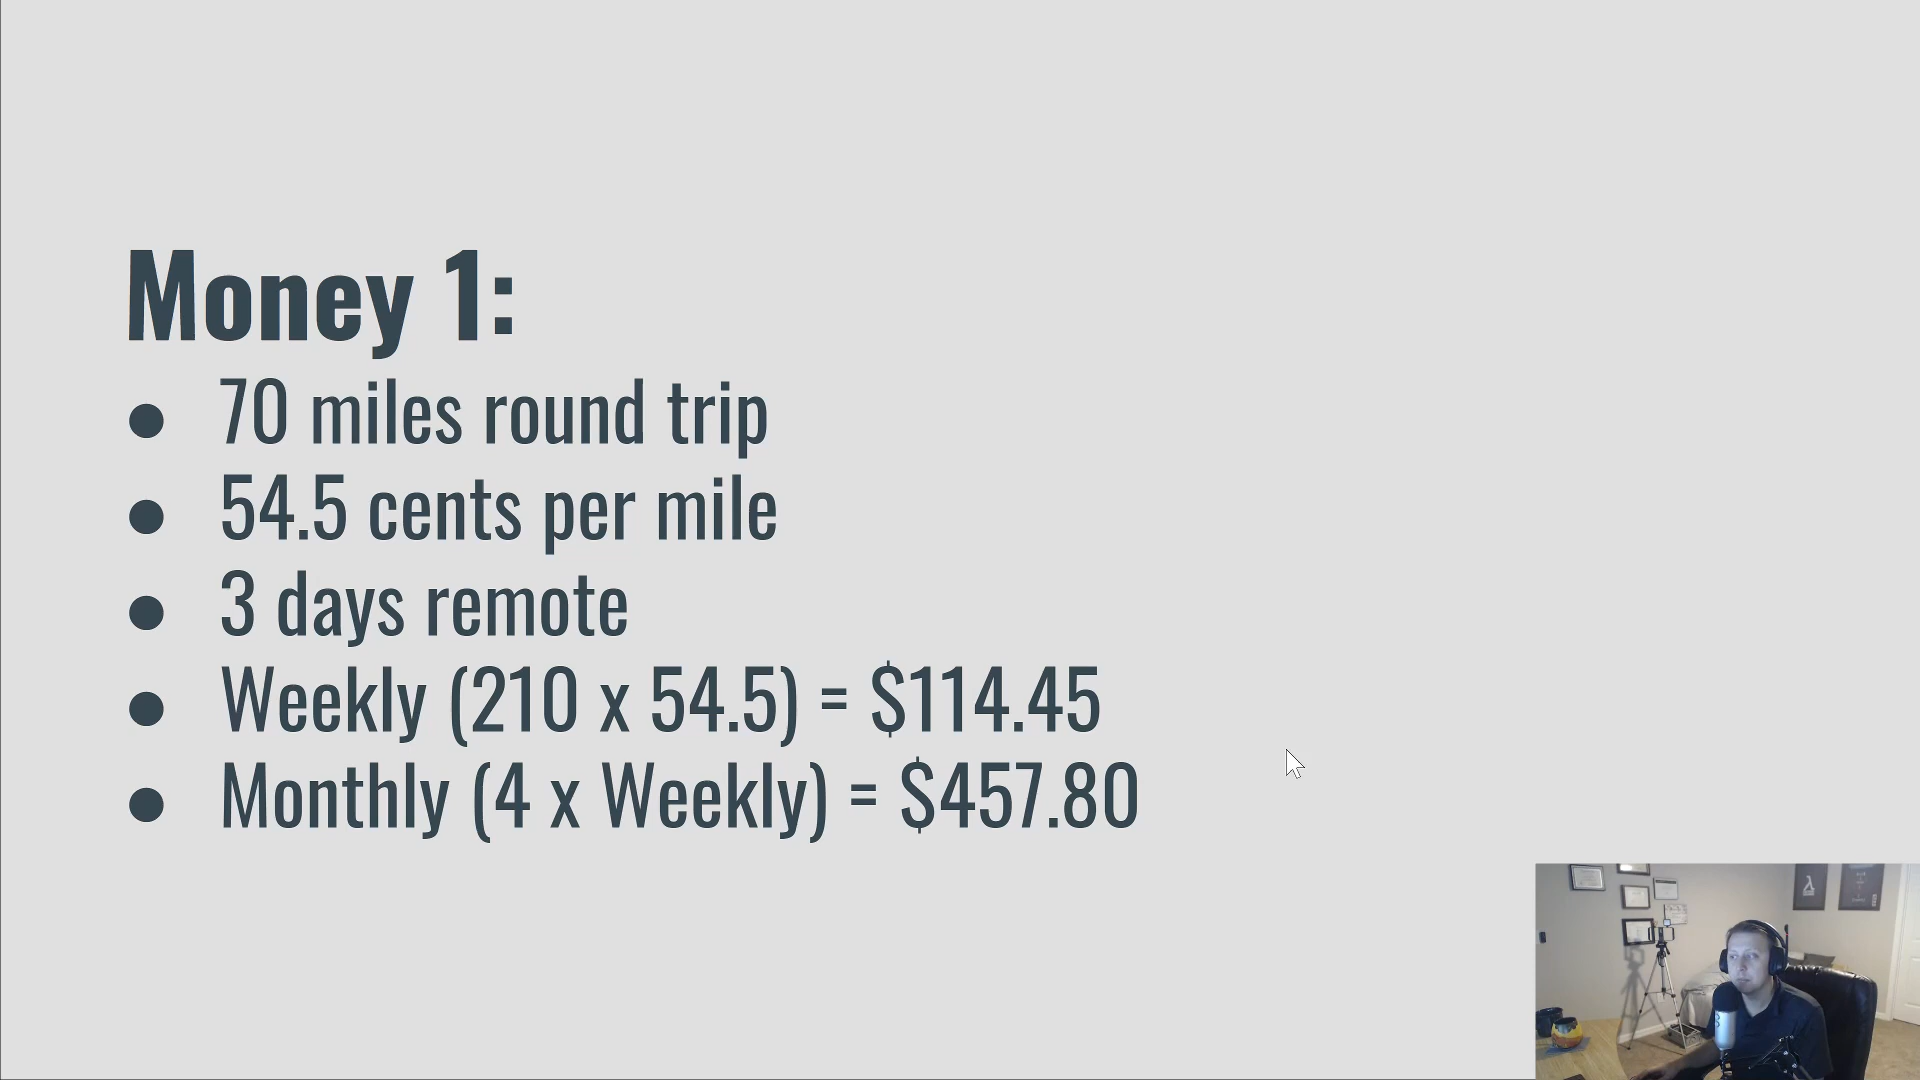 Money 1:
● 70 miles round trip
● 54.5 cents per mile
● 3 days remote
● Weekly (210 x 54.5) = $114.45
● Monthly (4 x Weekly) = $457.80